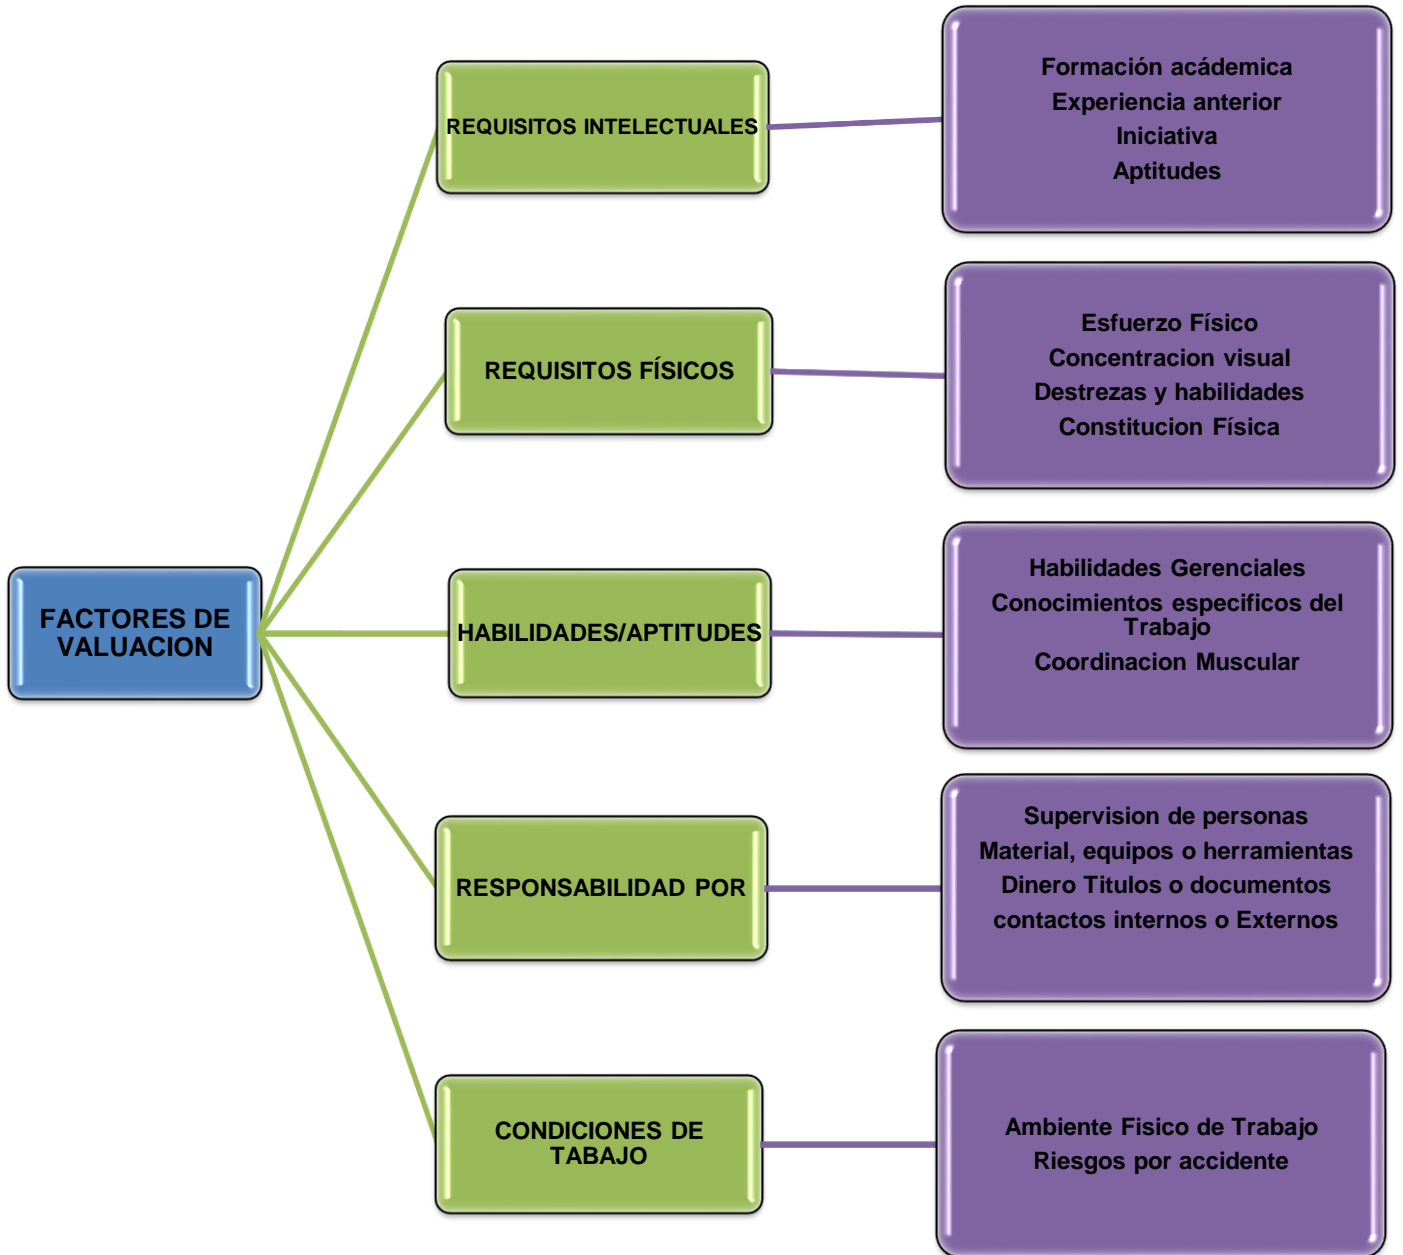 FACTORES DE
VALUACION
REQUISITOS INTELECTUALES
Formación acádemica
Experiencia anterior
Iniciativa
Aptitudes
REQUISITOS FÍSICOS
Esfuerzo Físico
Concentracion visual
Destrezas y habilidades
Constitucion Física
HABILIDADES/APTITUDES
Habilidades Gerenciales
Conocimientos especificos del
Trabajo
Coordinacion Muscular
RESPONSABILIDAD POR
Supervision de personas
Material, equipos o herramientas
Dinero Titulos o documentos
contactos internos o Externos
CONDICIONES DE
TABAJO
Ambiente Fisico de Trabajo
Riesgos por accidente